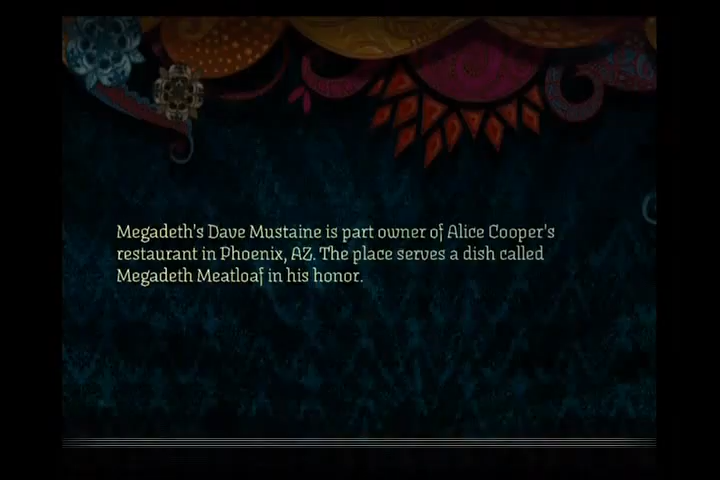 Megadeth's Dave Mustaine is part owner of Alice Cooper's
restaurant in Phoenix, AZ. The place serves a dish called
Megadeth Meatloaf in his honor.